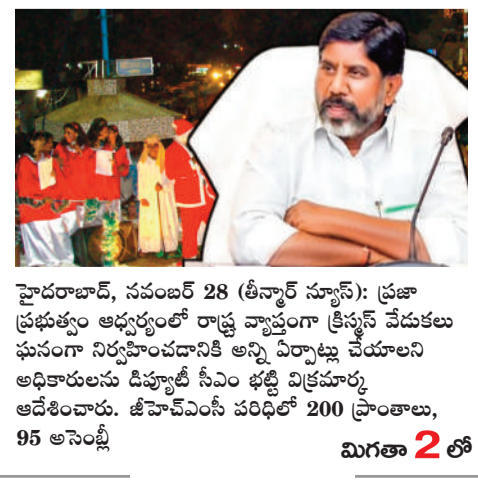 హైదరాబాద్, నవంబర్ 28 (తీన్మార్ న్యూస్): ప్రజా
ప్రభుత్వం ఆధ్వర్యంలో రాష్ట్ర వ్యాప్తంగా క్రిస్మస్ వేడుకలు
ఘనంగా నిర్వహించడానికి అన్ని ఏర్పాట్లు చేయాలని
అధికారులను డిప్యూటీ సీఎం భట్టి విక్రమార్క
ఆదేశించారు. జీహెచ్ఎంసీ పరిధిలో 200 ప్రాంతాలు,
95 అసెంబ్లీ
మిగతా 2 లో